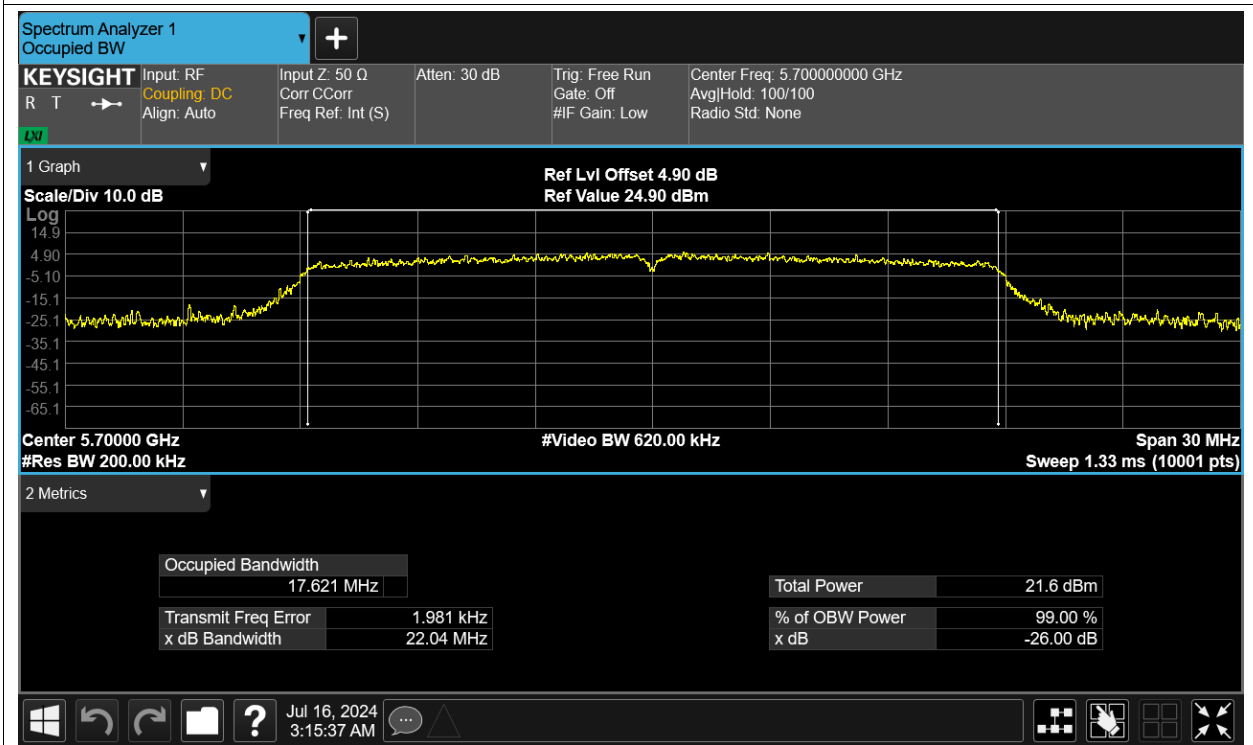 Spectrum Analyzer 1
Occupied BW
KEYSIGHT Input: RF Input Z: 50 Ω Atten: 30 dB Trig: Free Run Center Freq: 5.700000000 GHz
R T Coupling: DC Corr CCorr Gate: Off Avg|Hold: 100/100
Align: Auto Freq Ref: Int (S) #IF Gain: Low Radio Std: None
LXI
1 Graph
Ref Lvl Offset 4.90 dB
Scale/Div 10.0 dB Ref Value 24.90 dBm
Log
14.9
4.90
-5.10
-15.1
-25.1
-35.1
-45.1
-55.1
-65.1
Center 5.70000 GHz #Video BW 620.00 kHz Span 30 MHz
#Res BW 200.00 kHz Sweep 1.33 ms (10001 pts)
2 Metrics
Occupied Bandwidth
17.621 MHz Total Power 21.6 dBm
Transmit Freq Error 1.981 kHz % of OBW Power 99.00 %
x dB Bandwidth 22.04 MHz x dB -26.00 dB
? Jul 16, 2024
3:15:37 AM